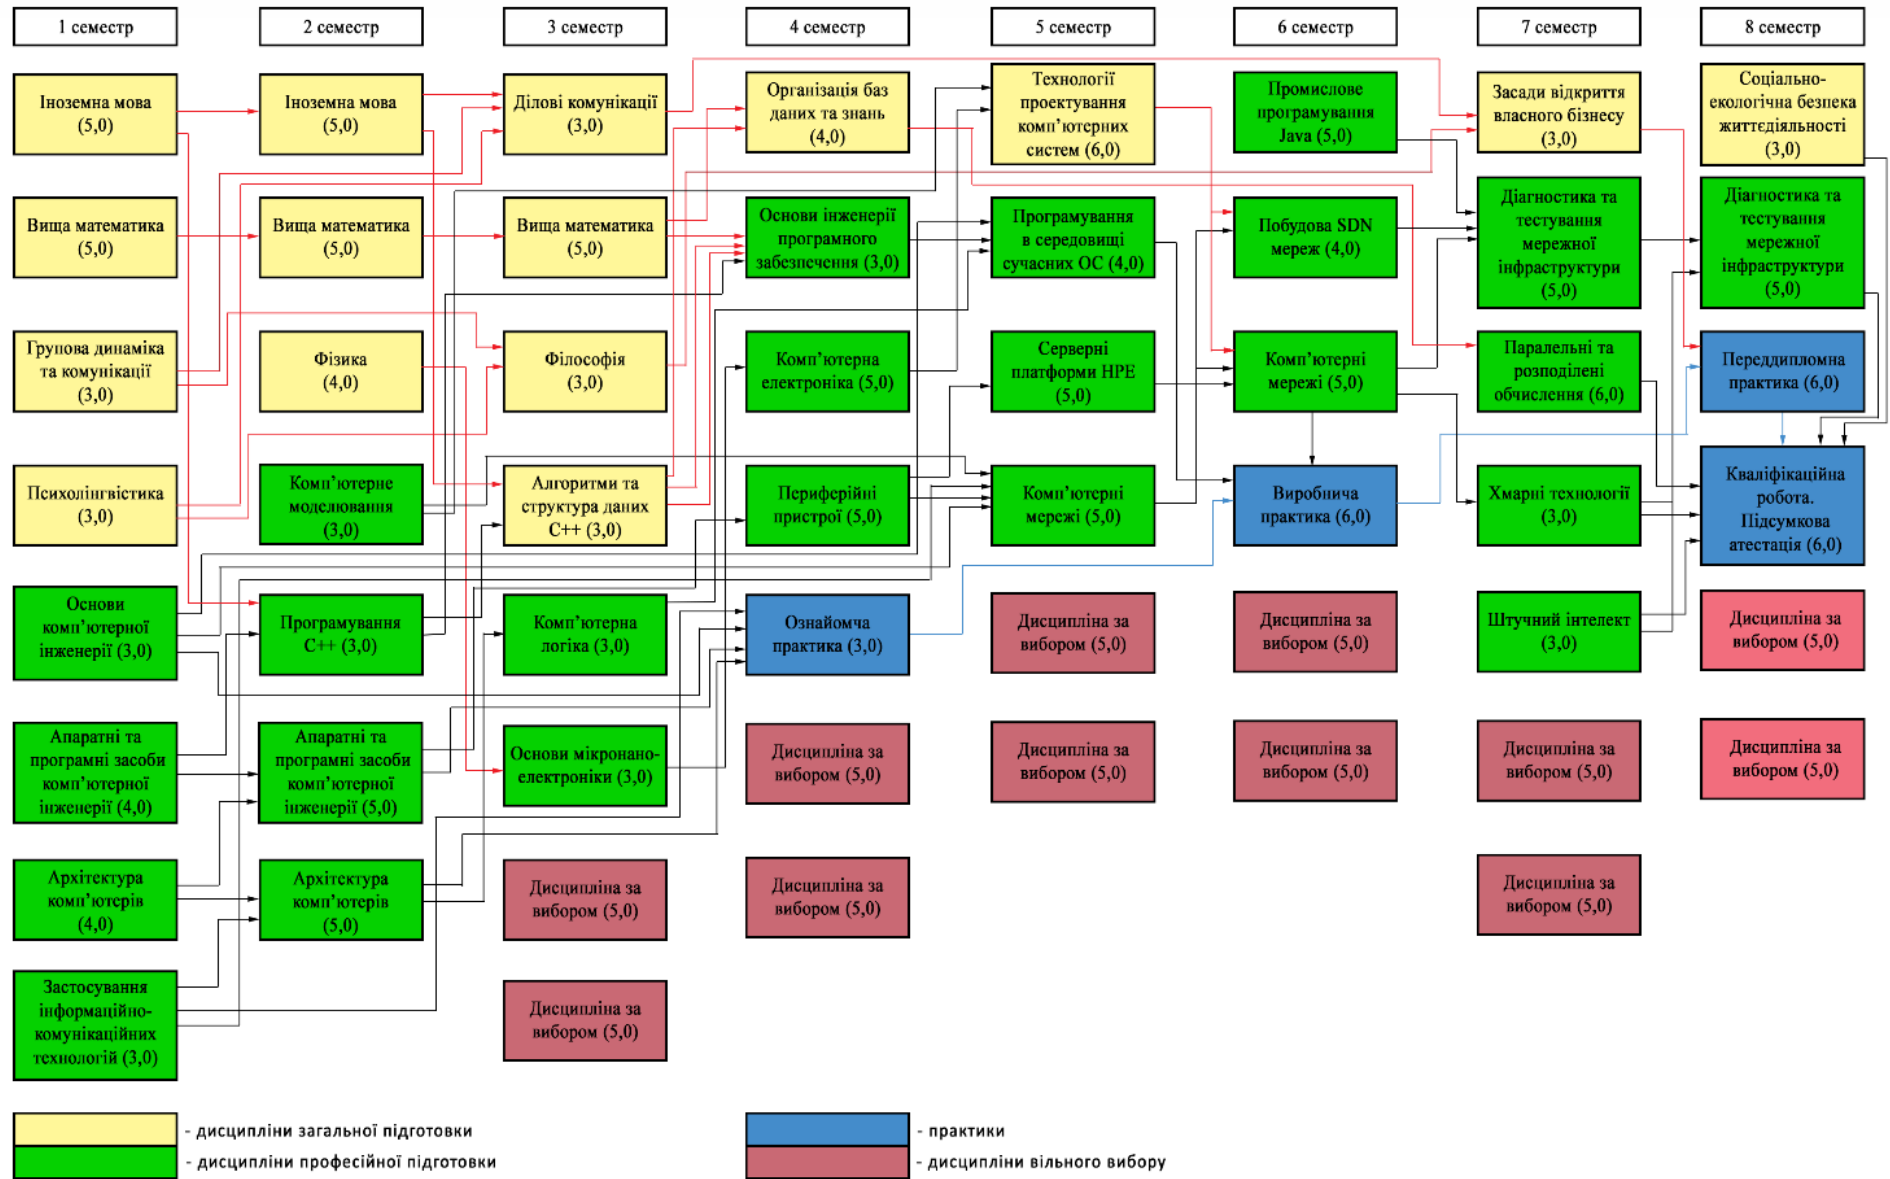 1 семестр
2 семестр
3 семестр
4 семестр
5 семестр
6 семестр
7 семестр
8 семестр
Іноземна мова
(5,0)
Вища математика
(5,0)
Групова динаміка
та комунікації
(3,0)
Психолінгвістика
(3,0)
Основи
комп’ютерної
інженерії (3,0)
Апаратні та
програмні засоби
комп’ютерної
інженерії (4,0)
Архітектура
комп’ютерів
(4,0)
Застосування
інформаційно-
комунікаційних
технологій (3,0)
Іноземна мова
(5,0)
Вища математика
(5,0)
Фізика
(4,0)
Комп’ютерне
моделювання
(3,0)
Програмування
С++ (3,0)
Апаратні та
програмні засоби
комп’ютерної
інженерії (5,0)
Архітектура
комп’ютерів
(5,0)
Ділові комунікації
(3,0)
Вища математика
(5,0)
Філософія
(3,0)
Алгоритми та
структура даних
С++ (3,0)
Комп’ютерна
логіка (3,0)
Основи мікронано-
електроніки (3,0)
Дисципліна за
вибором (5,0)
Дисципліна за
вибором (5,0)
Організація баз
даних та знань
(4,0)
Основи інженерії
програмного
забезпечення (3,0)
Комп’ютерна
електроніка (5,0)
Периферійні
пристрої (5,0)
Ознайомча
практика (3,0)
Дисципліна за
вибором (5,0)
Дисципліна за
вибором (5,0)
Технології
проектування
комп’ютерних
систем (6,0)
Програмування
в середовищі
сучасних ОС (4,0)
Серверні
платформи HPE
(5,0)
Комп’ютерні
мережі (5,0)
Дисципліна за
вибором (5,0)
Дисципліна за
вибором (5,0)
Промислове
програмування
Java (5,0)
Побудова SDN
мереж (4,0)
Комп’ютерні
мережі (5,0)
Виробнича
практика (6,0)
Дисципліна за
вибором (5,0)
Дисципліна за
вибором (5,0)
Засади відкриття
власного бізнесу
(3,0)
Діагностика та
тестування
мережної
інфраструктури
(5,0)
Паралельні та
розподілені
обчислення (6,0)
Хмарні технології
(3,0)
Штучний інтелект
(3,0)
Дисципліна за
вибором (5,0)
Дисципліна за
вибором (5,0)
Соціально-
екологічна безпека
життєдіяльності
(3,0)
Діагностика та
тестування
мережної
інфраструктури
(5,0)
Переддипломна
практика (6,0)
Кваліфікаційна
робота.
Підсумкова
атестація (6,0)
Дисципліна за
вибором (5,0)
Дисципліна за
вибором (5,0)
- дисципліни загальної підготовки
- дисципліни професійної підготовки
- практики
- дисципліни вільного вибору